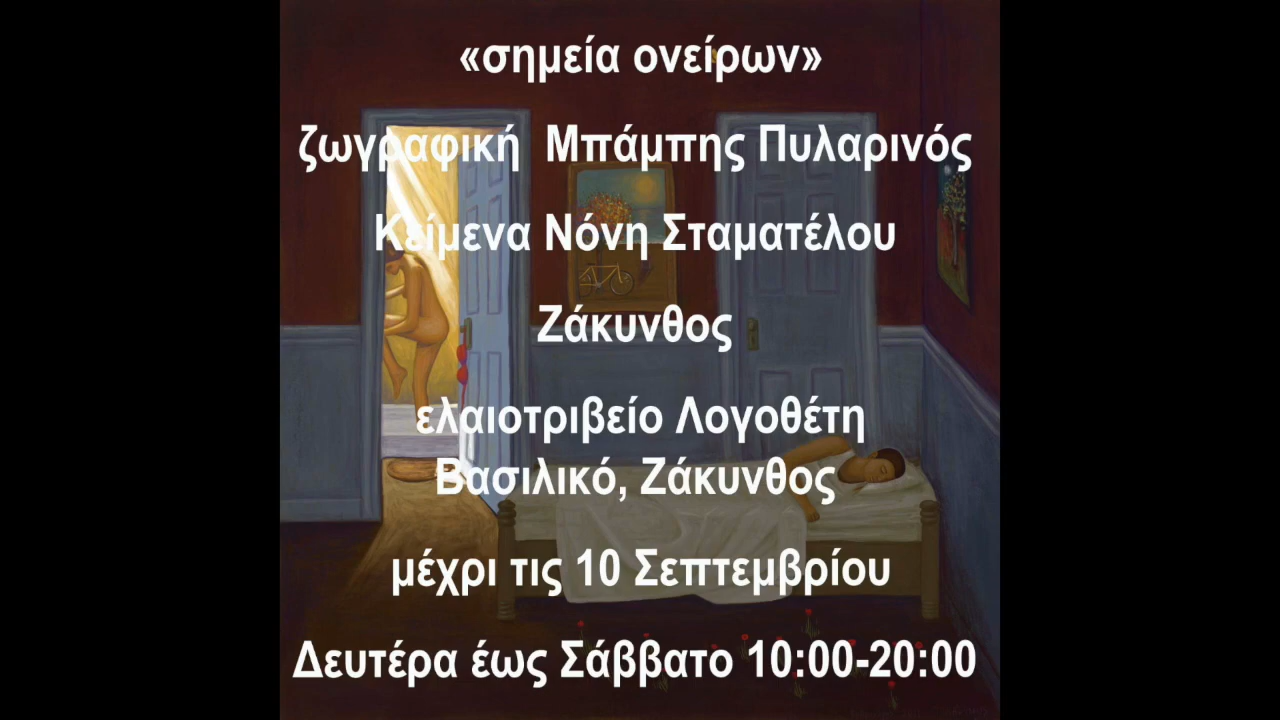 «σημεία ονείρων»
ζωγραφική Μπάμπης Πυλαρινός
Κείμενα Νόνη Σταματέλου
Ζάκυνθος
ελαιοτριβείο Λογοθέτη
Βασιλικό, Ζάκυνθος
μέχρι τις 10 Σεπτεμβρίου
Δευτέρα έως Σάββατο 10:00-20:00